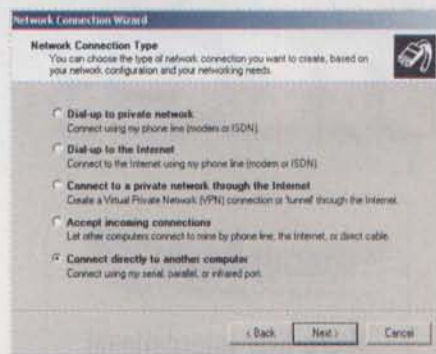 Network Connection Wizard
Network Connection Type
You can choose the type of network connection you want to create, based on
your network configuration and your networking needs.
Dial-up to private network
Connect using my phone line (modem or ISDN).
Dial-up to the Internet
Connect to the Internet using my phone line (modem or ISDN).
Connect to a private network through the Internet
Create a Virtual Private Network (VPN) connection or 'tunnel' through the Internet.
Accept incoming connections
Let other computers connect to mine by phone line, the Internet, or direct cable.
Connect directly to another computer
Connect using my serial, parallel, or infrared port.
< Back Next > Cancel